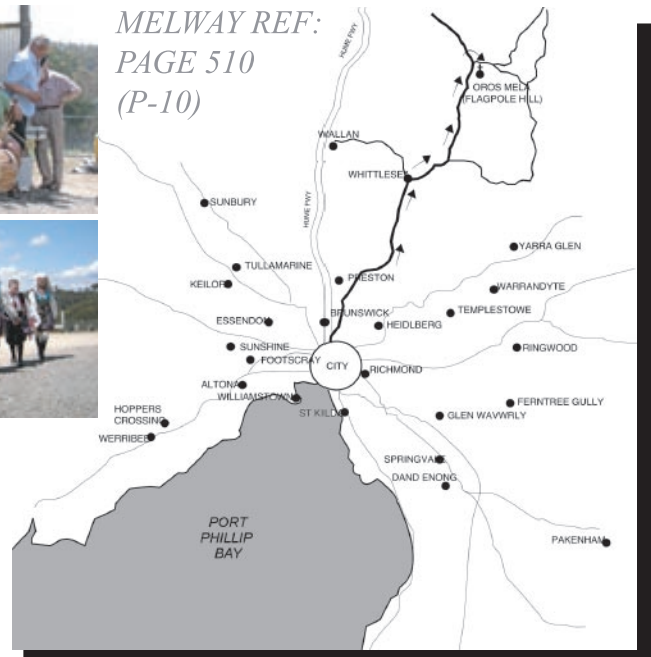 MELWAY REF:
PAGE 510
(P-10)
HUME FWY
OROS MELA
(FLAGPOLE HILL)
WALLAN
WHITTLESEA
HUME FWY
SUNBURY
YARRA GLEN
TULLAMARINE
PRESTON
KEILOR
WARRANDYTE
BRUNSWICK
TEMPLESTOWE
ESSENDON
HEIDLBERG
SUNSHINE
RINGWOOD
FOOTSCRAY
CITY
RICHMOND
ALTONA
WILLIAMSTOWN
FERNTREE GULLY
HOPPERS
CROSSING
ST KILDA
GLEN WAVWRLY
WERRIBEE
SPRINGVALE
DAND ENONG
PORT
PHILLIP
BAY
PAKENHAM